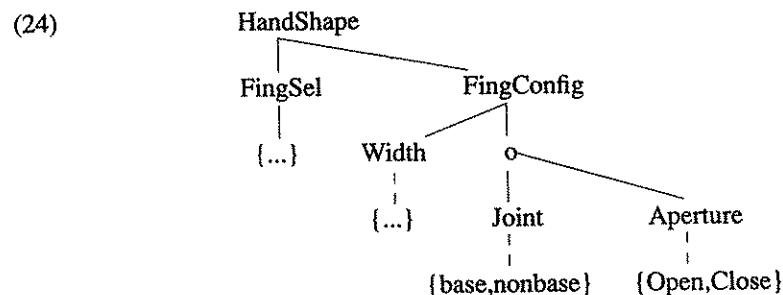 (24) HandShape
FingSel FingConfig
{...} Width o
{...} Joint Aperture
{base,nonbase} {Open,Close}